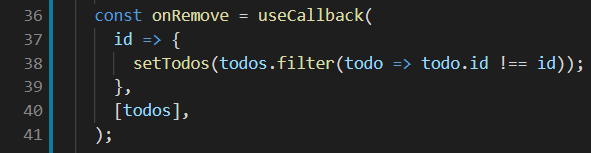 36 const onRemove = useCallback(
37 id => {
38 setTodos(todos.filter(todo => todo.id !== id));
39 },
40 [todos],
41 );